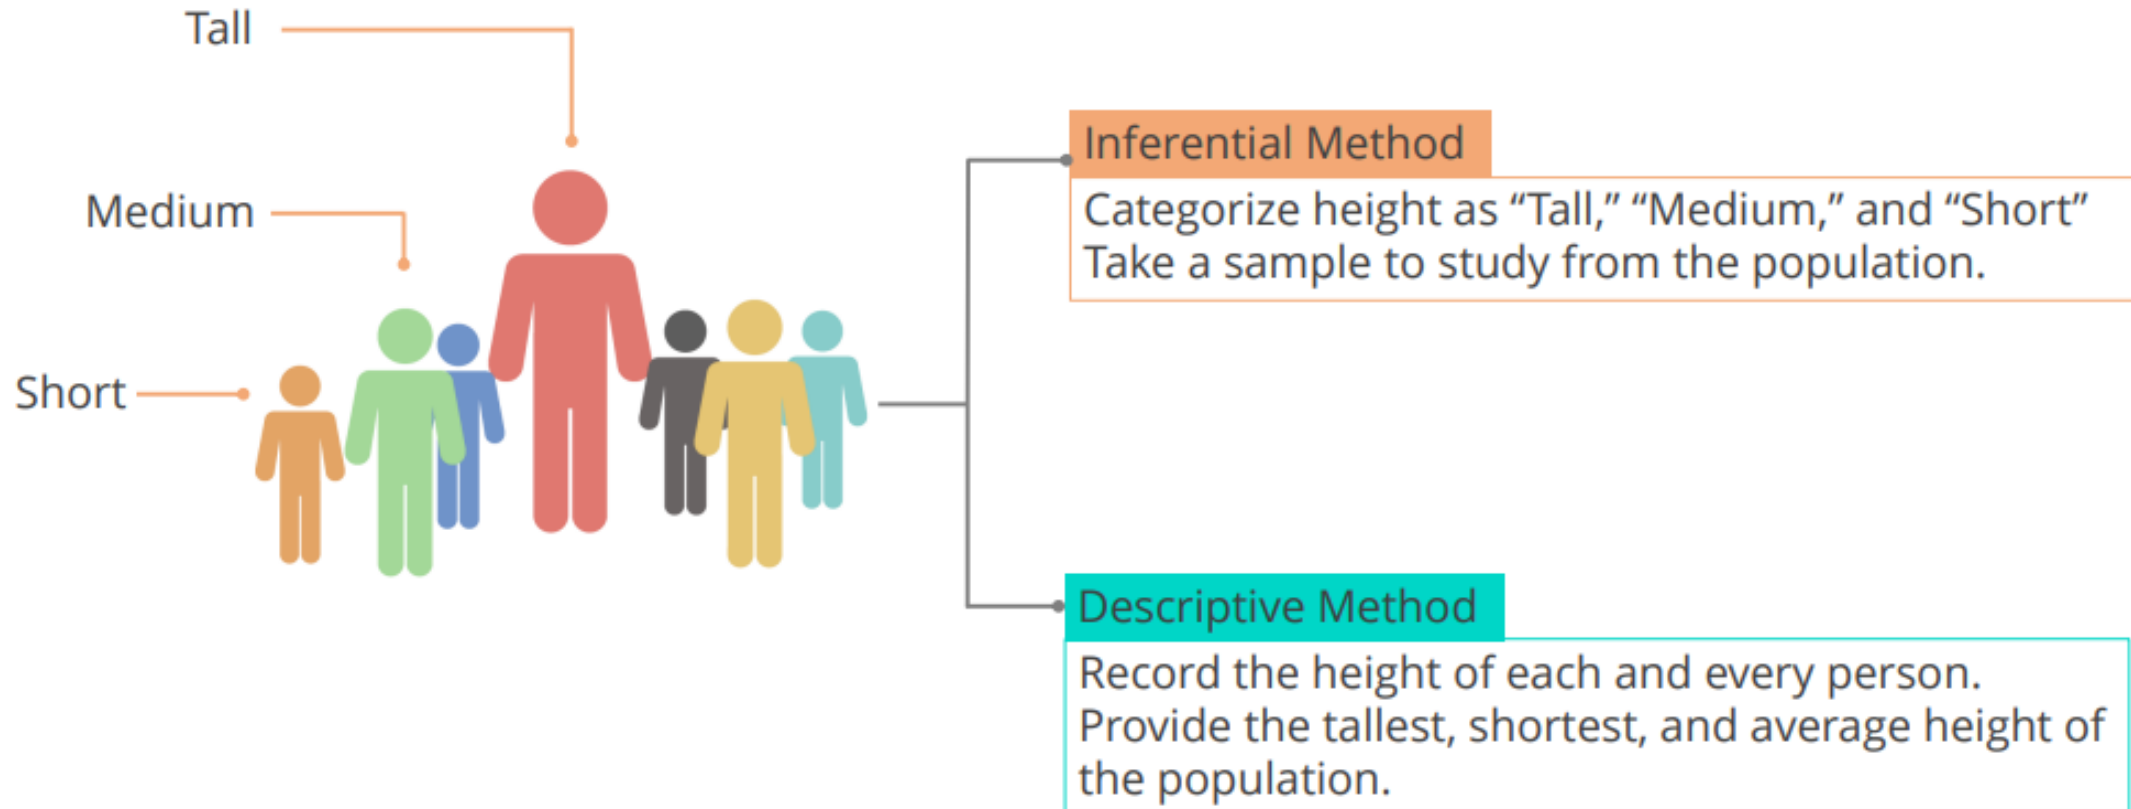 Tall
Medium
Short
Inferential Method
Categorize height as “Tall,” “Medium,” and “Short”
Take a sample to study from the population.
Descriptive Method
Record the height of each and every person.
Provide the tallest, shortest, and average height of
the population.